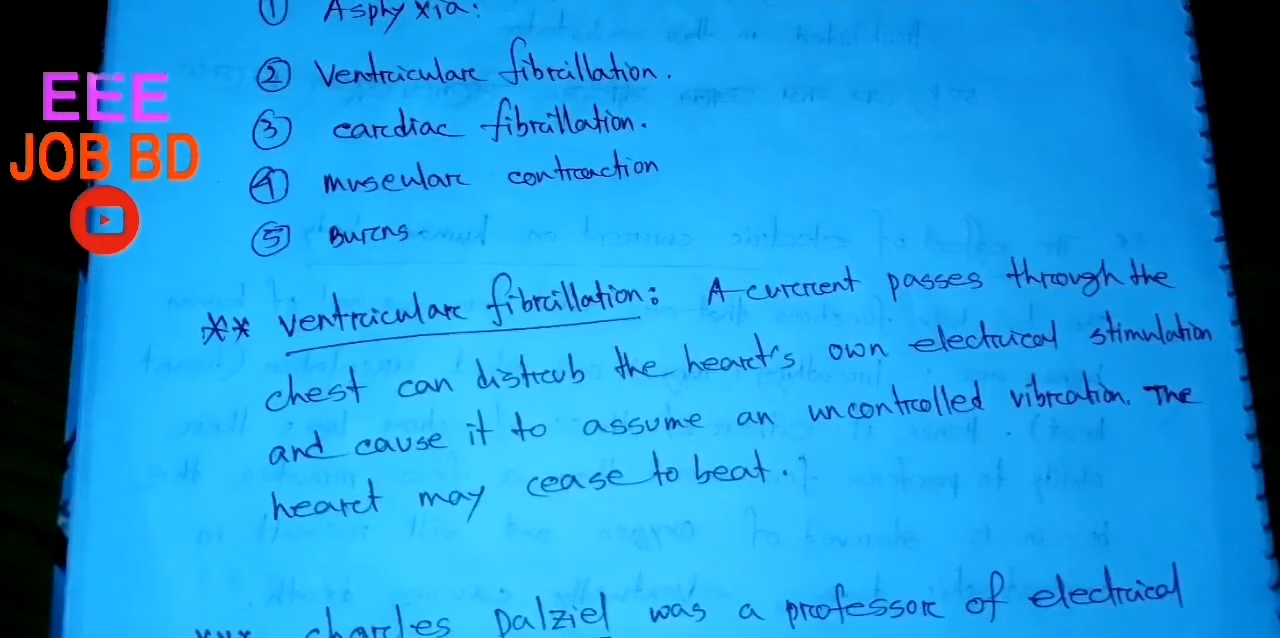 ① Asphyxia:
② Ventricular fibrillation.
③ cardiac fibrillation.
④ muscular contraction
⑤ Burns
EEE
JOB BD
** ventricular fibrillation: A current passes through the
chest can distrub the heart's own electrical stimulation
and cause it to assume an uncontrolled vibration. The
heart may cease to beat.
*** charles Dalziel was a professor of electrical